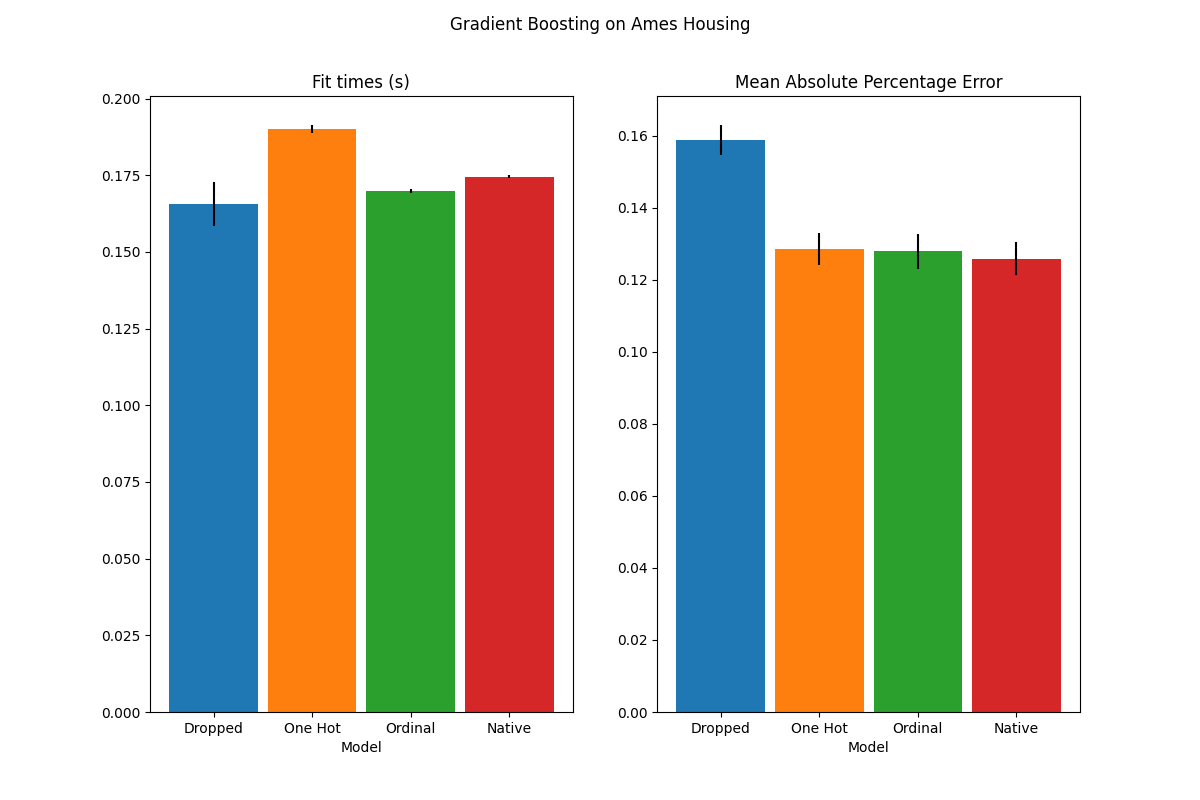 Gradient Boosting on Ames Housing
Fit times (s)
0.200
0.175
0.150
0.125
0.100
0.075
0.050
0.025
0.000
Dropped One Hot Ordinal Native
Model
Mean Absolute Percentage Error
0.16
0.14
0.12
0.10
0.08
0.06
0.04
0.02
0.00
Dropped One Hot Ordinal Native
Model